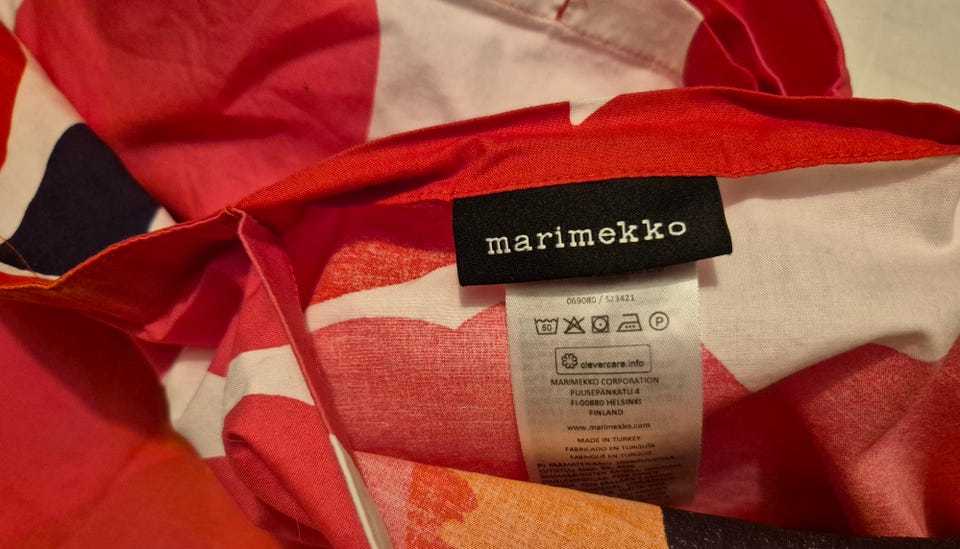 marimekko
069080 / 523421
60
P
clevercare.info
MARIMEKKO CORPORATION
PUUSEPÄNKATU 4
FI-00880 HELSINKI
FINLAND
www.marimekko.com
MADE IN TURKEY
FABRICADO EN TURQUÍA
FABRIQUÉ EN TURQUIE